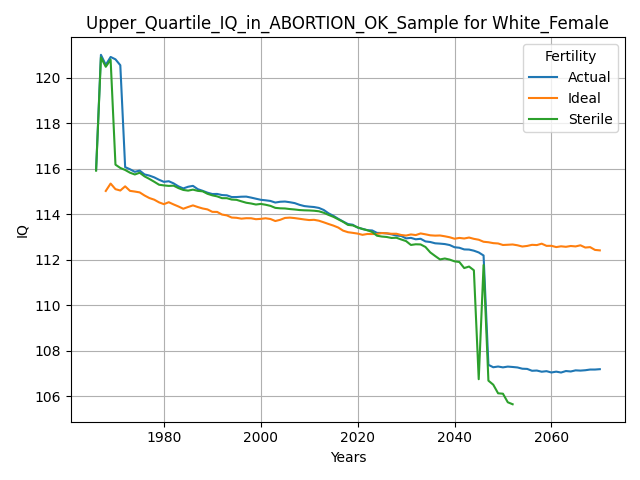 Upper_Quartile_IQ_in_ABORTION_OK_Sample for White_Female
Fertility
Actual
Ideal
Sterile
120
118
116
114
112
110
108
106
IQ
1980
2000
2020
2040
2060
Years